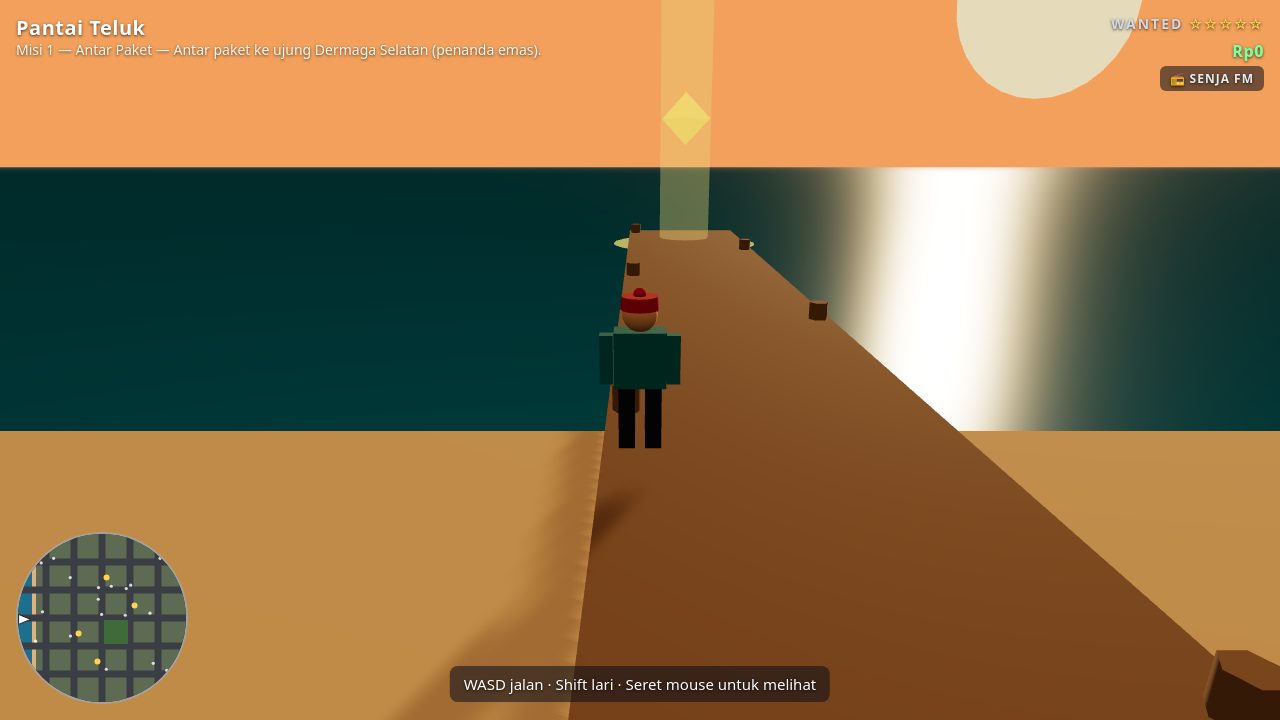 Pantai Teluk
Misi 1 — Antar Paket — Antar paket ke ujung Dermaga Selatan (penanda emas).
WANTED ☆☆☆☆☆
Rp0
📻 SENJA FM
WASD jalan · Shift lari · Seret mouse untuk melihat